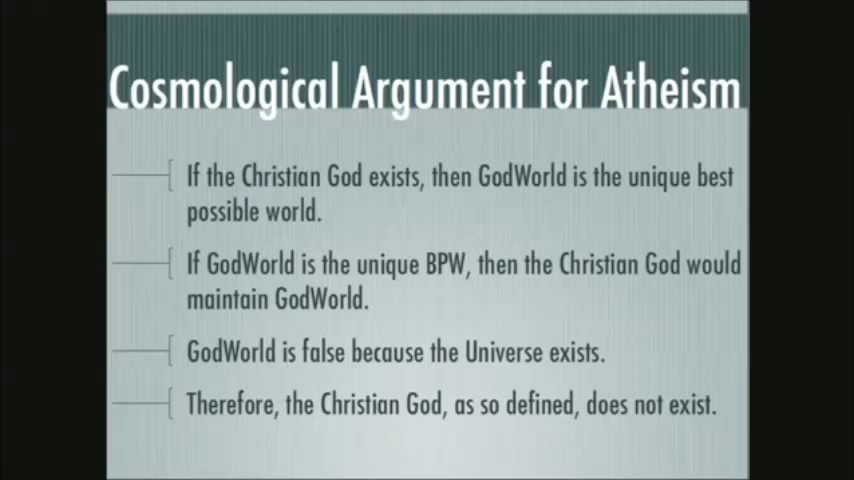 Cosmological Argument for Atheism
If the Christian God exists, then GodWorld is the unique best
possible world.
If GodWorld is the unique BPW, then the Christian God would
maintain GodWorld.
GodWorld is false because the Universe exists.
Therefore, the Christian God, as so defined, does not exist.